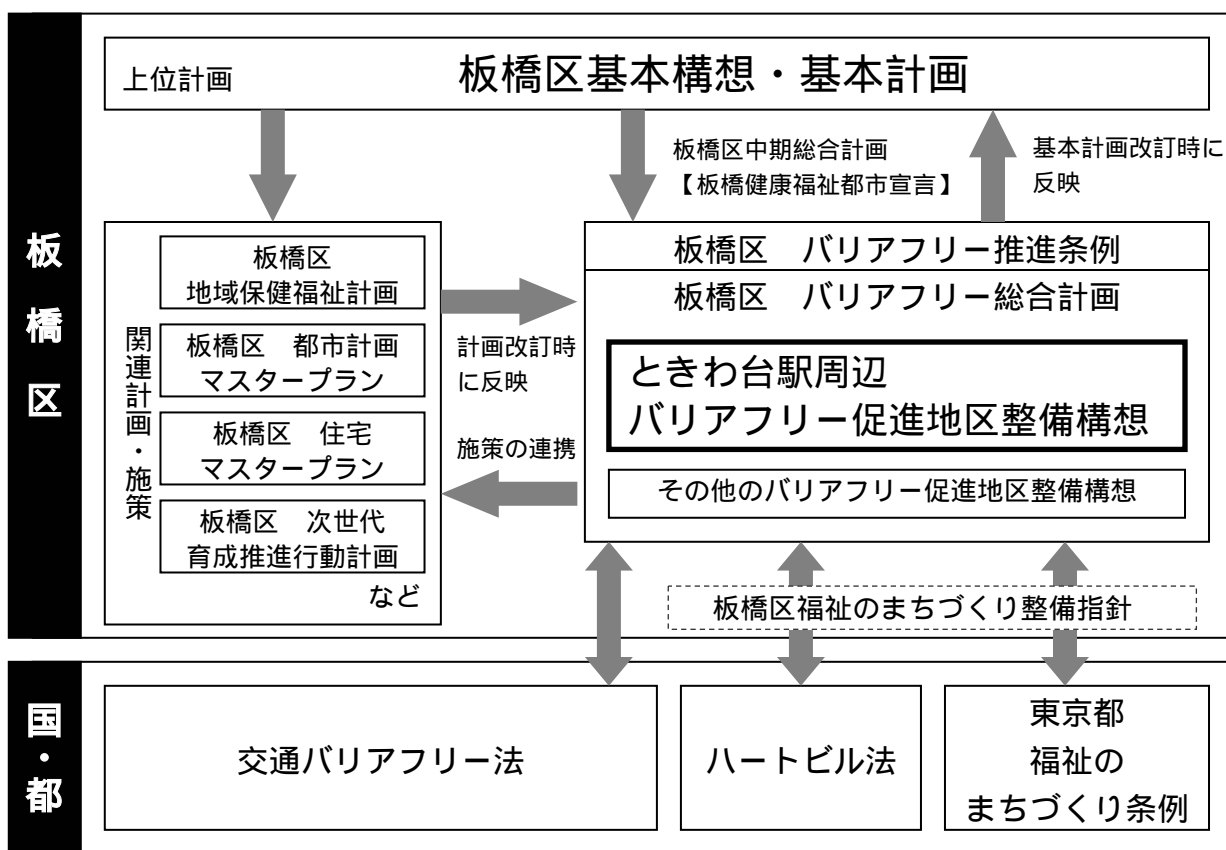 板橋区
上位計画
板橋区基本構想・基本計画
板橋区中期総合計画
【板橋健康福祉都市宣言】
基本計画改訂時に
反映
関連計画・施策
板橋区
地域保健福祉計画
板橋区　都市計画
マスタープラン
板橋区　住宅
マスタープラン
板橋区　次世代
育成推進行動計画
など
計画改訂時
に反映
施策の連携
板橋区　バリアフリー推進条例
板橋区　バリアフリー総合計画
ときわ台駅周辺
バリアフリー促進地区整備構想
その他のバリアフリー促進地区整備構想
板橋区福祉のまちづくり整備指針
国・都
交通バリアフリー法
ハートビル法
東京都
福祉の
まちづくり条例